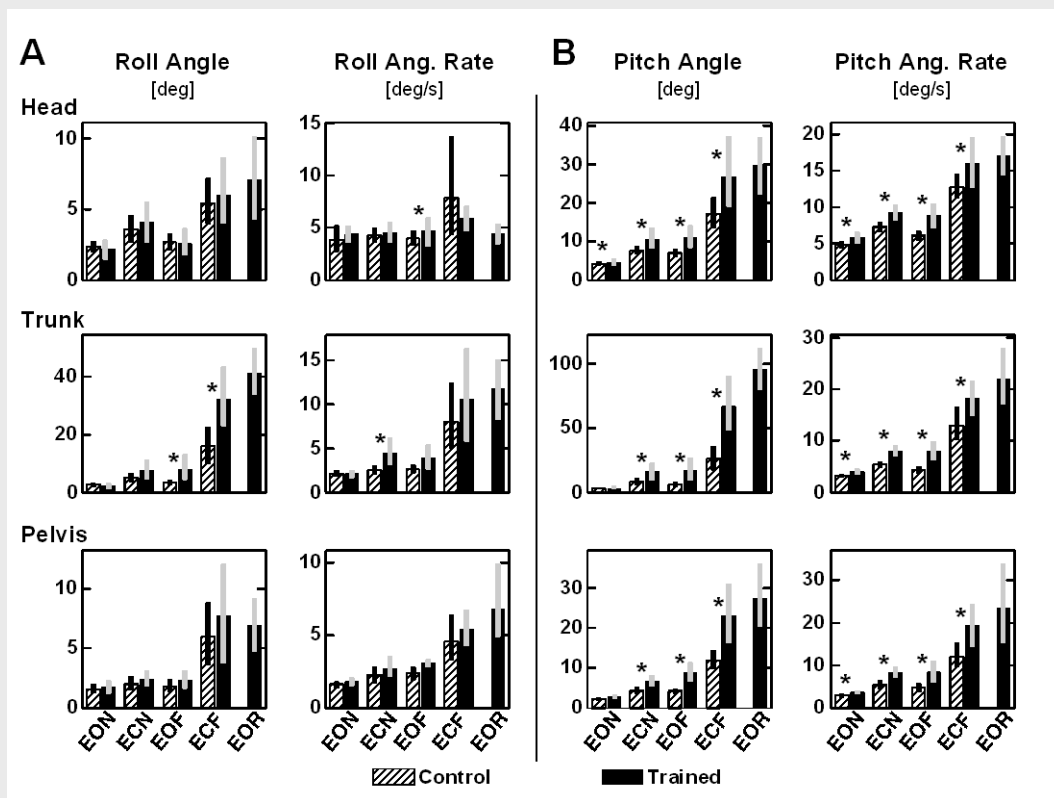 A
Roll Angle
[deg]
Roll Ang. Rate
[deg/s]
B
Pitch Angle
[deg]
Pitch Ang. Rate
[deg/s]
Head
10
5
0
15
10
5
0
40
30
20
10
0
20
15
10
5
0
* * * * * * * * *
Trunk
40
20
0
15
10
5
0
100
50
0
30
20
10
0
* * * * * * * * * *
Pelvis
10
5
0
10
5
0
30
20
10
0
30
20
10
0
* * * * * * *
EON ECN EOF ECF EOR
EON ECN EOF ECF EOR
EON ECN EOF ECF EOR
EON ECN EOF ECF EOR
Control Trained